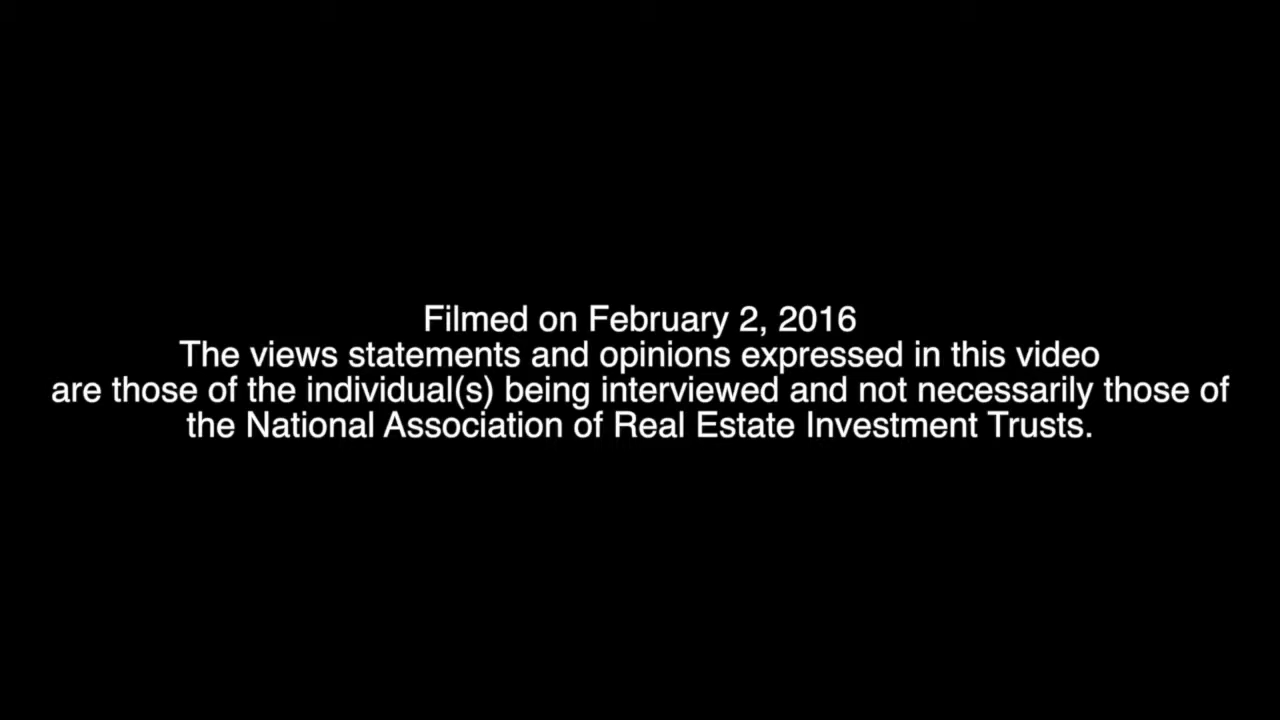 Filmed on February 2, 2016
The views statements and opinions expressed in this video
are those of the individual(s) being interviewed and not necessarily those of
the National Association of Real Estate Investment Trusts.